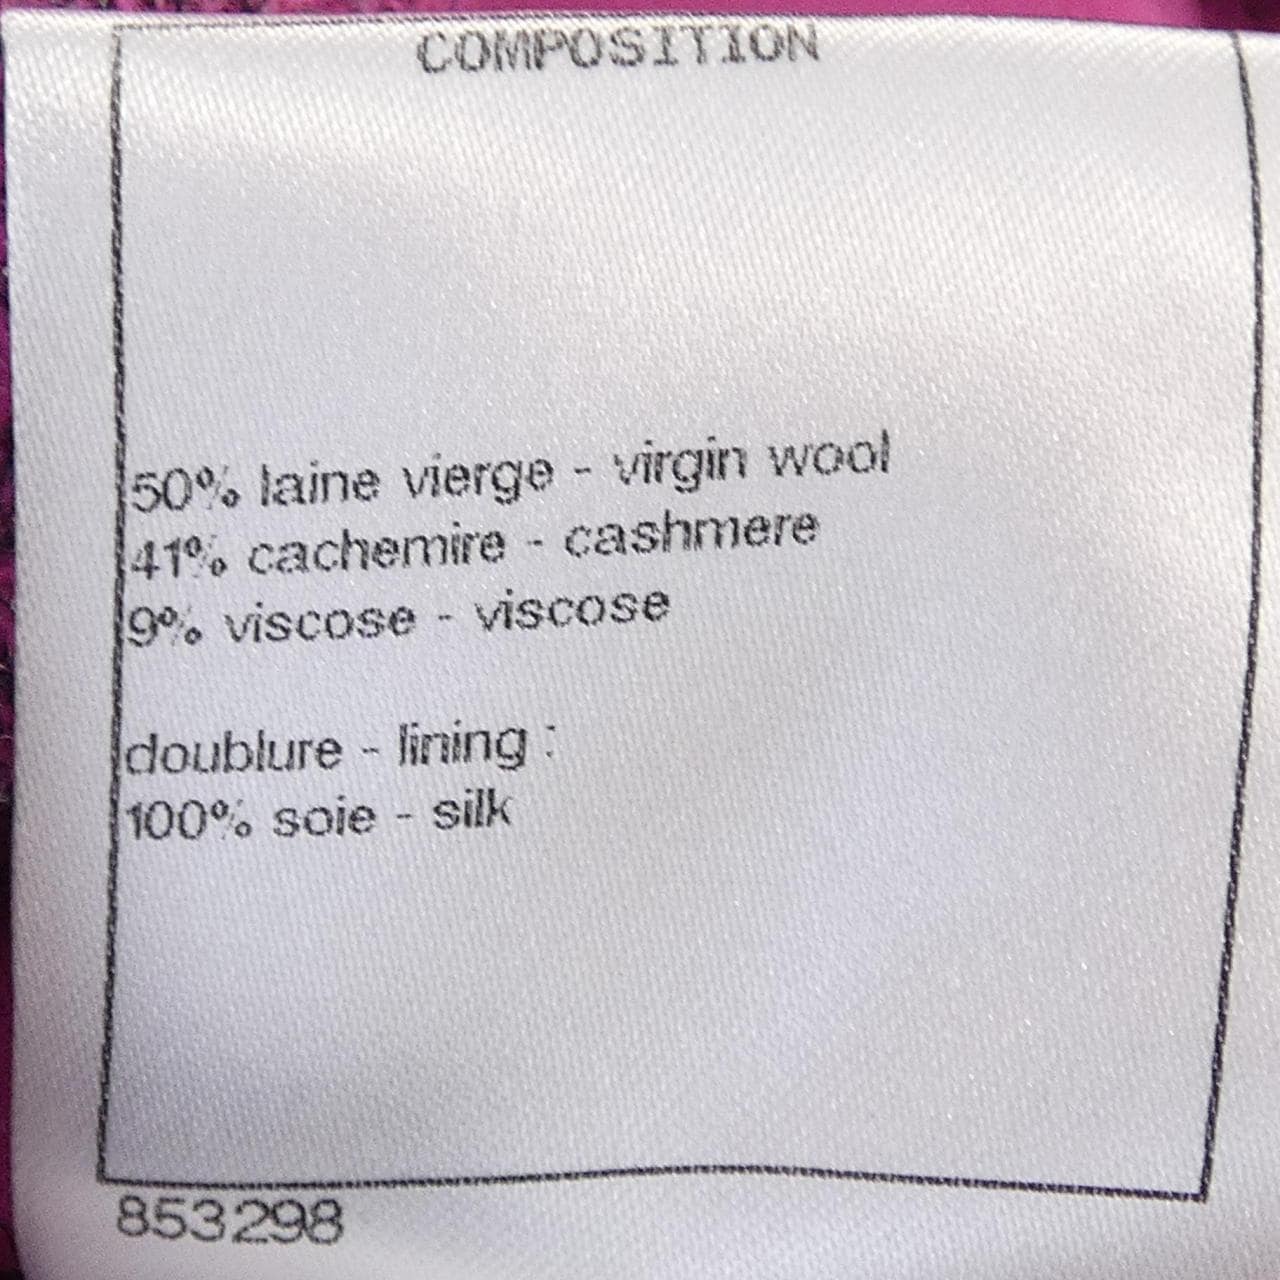 COMPOSITION
50% laine vierge - virgin wool
41% cachemire - cashmere
9% viscose - viscose
doublure - lining :
100% soie - silk
853298